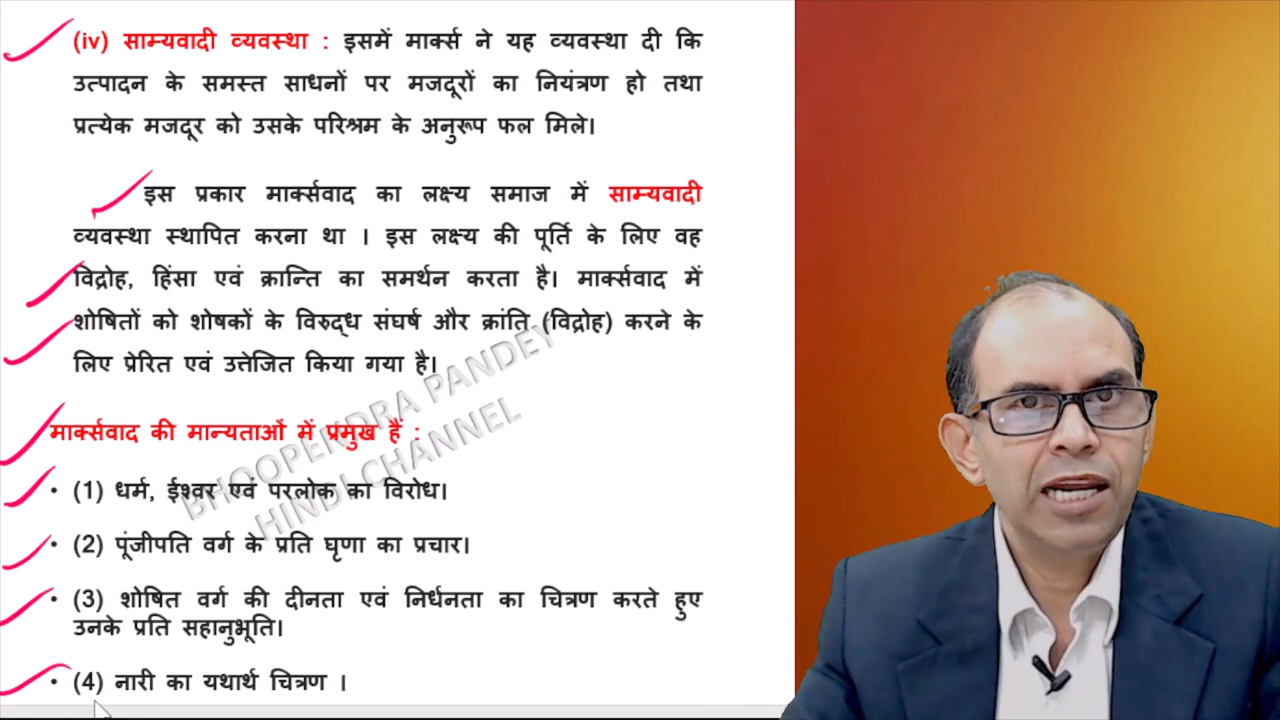 (iv) साम्यवादी व्यवस्था : इसमें मार्क्स ने यह व्यवस्था दी कि
उत्पादन के समस्त साधनों पर मजदूरों का नियंत्रण हो तथा
प्रत्येक मजदूर को उसके परिश्रम के अनुरूप फल मिले।
इस प्रकार मार्क्सवाद का लक्ष्य समाज में साम्यवादी
व्यवस्था स्थापित करना था । इस लक्ष्य की पूर्ति के लिए वह
विद्रोह, हिंसा एवं क्रान्ति का समर्थन करता है। मार्क्सवाद में
शोषितों को शोषकों के विरुद्ध संघर्ष और क्रांति (विद्रोह) करने के
लिए प्रेरित एवं उत्तेजित किया गया है।
मार्क्सवाद की मान्यताओं में प्रमुख हैं :
• (1) धर्म, ईश्वर एवं परलोक का विरोध।
• (2) पूंजीपति वर्ग के प्रति घृणा का प्रचार।
• (3) शोषित वर्ग की दीनता एवं निर्धनता का चित्रण करते हुए
उनके प्रति सहानुभूति।
• (4) नारी का यथार्थ चित्रण ।
BHOOPENDRA PANDEY
HINDI CHANNEL